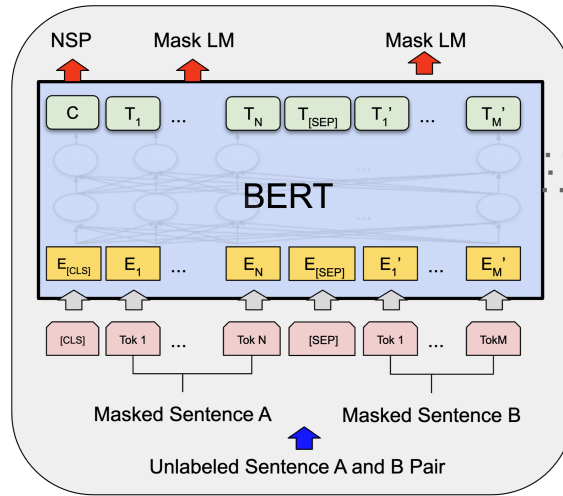 NSP Mask LM Mask LM
C T1 ... TN T[SEP] T1' ... TM'
...
BERT
...
E[CLS] E1 ... EN E[SEP] E1' ... EM'
[CLS] Tok 1 ... Tok N [SEP] Tok 1 ... TokM
Masked Sentence A Masked Sentence B
Unlabeled Sentence A and B Pair